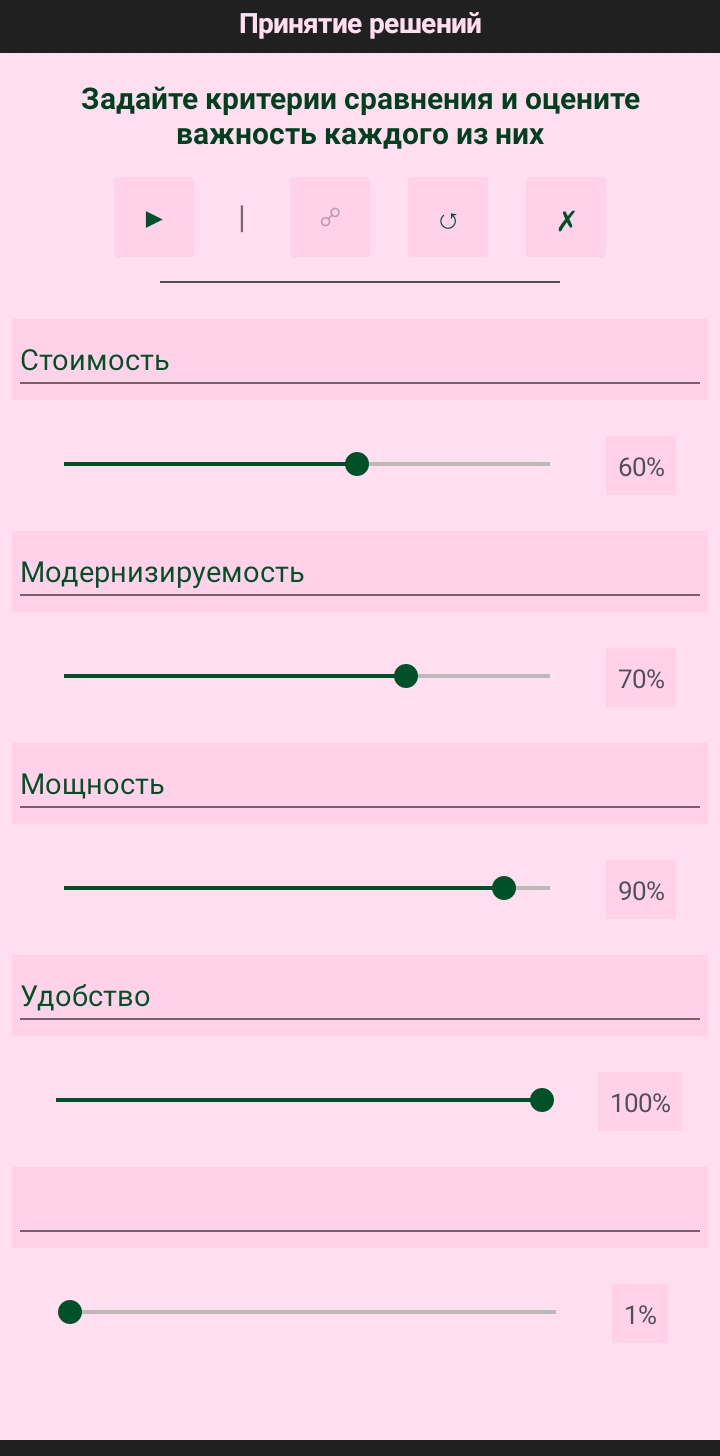 Принятие решений
Задайте критерии сравнения и оцените
важность каждого из них
Стоимость
60%
Модернизируемость
70%
Мощность
90%
Удобство
100%
1%